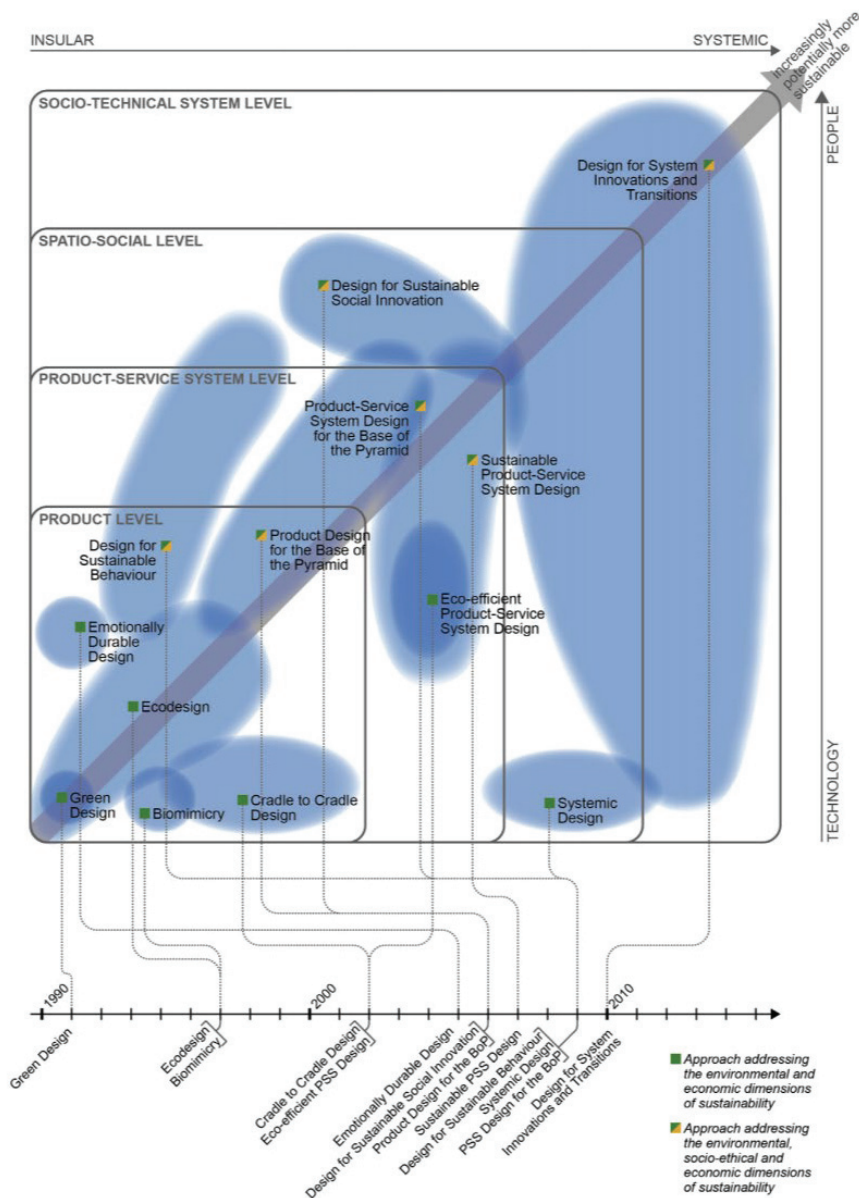 INSULAR
SYSTEMIC
Increasingly
potentially more
sustainable
SOCIO-TECHNICAL SYSTEM LEVEL
PEOPLE
Design for System
Innovations and
Transitions
SPATIO-SOCIAL LEVEL
Design for Sustainable
Social Innovation
PRODUCT-SERVICE SYSTEM LEVEL
Product-Service
System Design
for the Base of
the Pyramid
Sustainable
Product-Service
System Design
PRODUCT LEVEL
Design for
Sustainable
Behaviour
Product Design
for the Base of
the Pyramid
Emotionally
Durable
Design
Eco-efficient
Product-Service
System Design
Ecodesign
Green
Design
Biomimicry
Cradle to Cradle
Design
Systemic
Design
TECHNOLOGY
1990
2000
2010
Green Design
Ecodesign
Biomimicry
Cradle to Cradle Design
Eco-efficient PSS Design
Emotionally Durable Design
Design for Sustainable Social Innovation
Product Design for the BoP
Sustainable PSS Design
Design for Sustainable Behaviour
Systemic Design
PSS Design for the BoP
Design for System
Innovations and Transitions
Approach addressing
the environmental and
economic dimensions
of sustainability
Approach addressing
the environmental,
socio-ethical and
economic dimensions
of sustainability